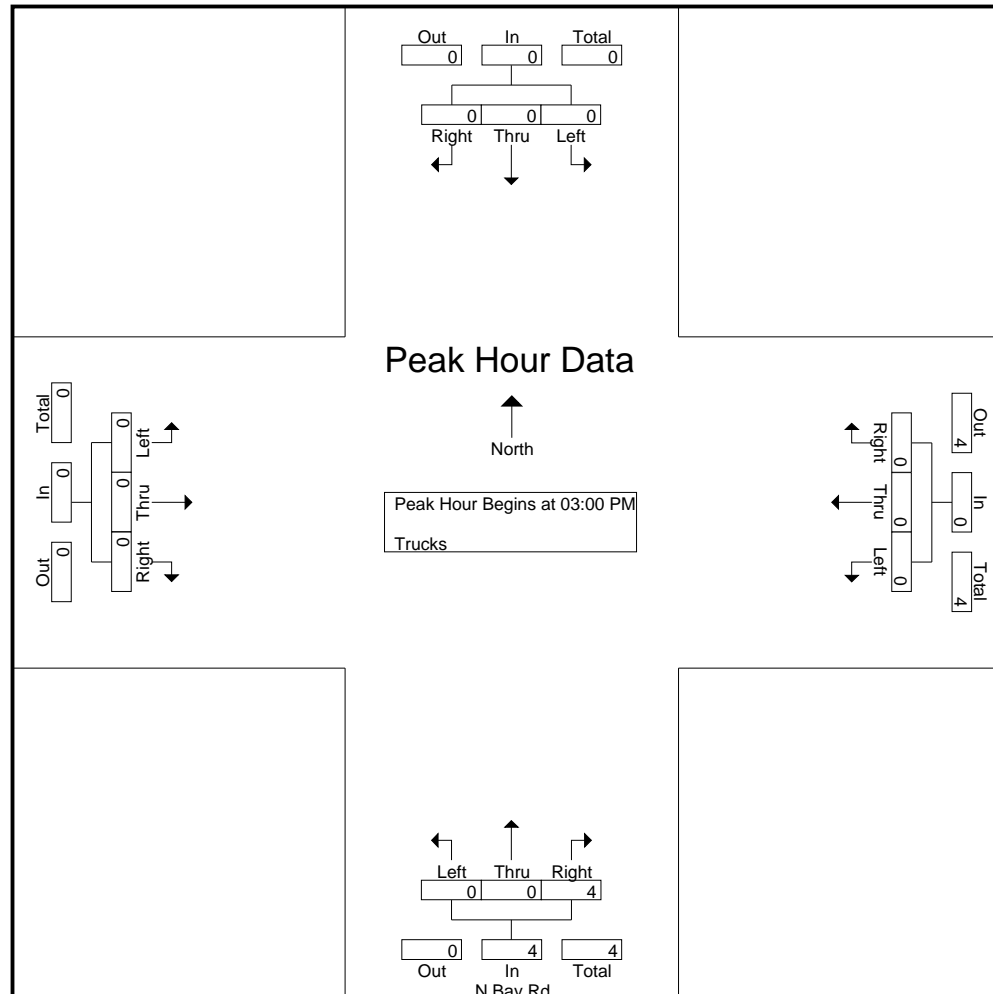 Out In Total
0 0 0
0 0 0
Right Thru Left
Peak Hour Data
North
Peak Hour Begins at 03:00 PM
Trucks
Total 0
In 0
Out 0
Left 0
Thru 0
Right 0
Right 0
Thru 0
Left 0
Out 4
In 0
Total 4
Left Thru Right
0 0 4
0 4 4
Out In Total
N Bay Rd